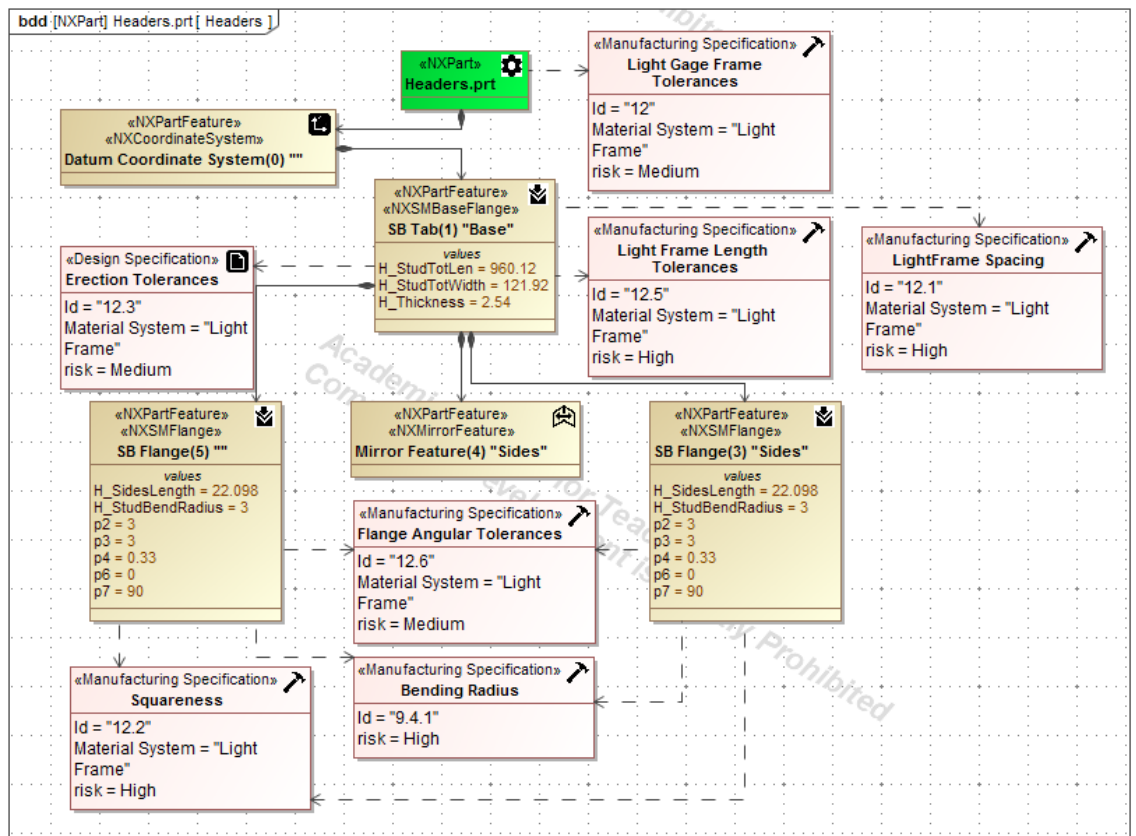 bdd [NXPart] Headers.prt [ Headers ]
«NXPart»
Headers.prt
«Manufacturing Specification»
Light Gage Frame
Tolerances
Id = "12"
Material System = "Light
Frame"
risk = Medium
«NXPartFeature»
«NXCoordinateSystem»
Datum Coordinate System(0) ""
«NXPartFeature»
«NXSMBaseFlange»
SB Tab(1) "Base"
values
H_StudTotLen = 960.12
H_StudTotWidth = 121.92
H_Thickness = 2.54
«Design Specification»
Erection Tolerances
Id = "12.3"
Material System = "Light
Frame"
risk = Medium
«Manufacturing Specification»
Light Frame Length
Tolerances
Id = "12.5"
Material System = "Light
Frame"
risk = High
«Manufacturing Specification»
LightFrame Spacing
Id = "12.1"
Material System = "Light
Frame"
risk = High
«NXPartFeature»
«NXSMFlange»
SB Flange(5) ""
values
H_SidesLength = 22.098
H_StudBendRadius = 3
p2 = 3
p3 = 3
p4 = 0.33
p6 = 0
p7 = 90
«NXPartFeature»
«NXMirrorFeature»
Mirror Feature(4) "Sides"
«NXPartFeature»
«NXSMFlange»
SB Flange(3) "Sides"
values
H_SidesLength = 22.098
H_StudBendRadius = 3
p2 = 3
p3 = 3
p4 = 0.33
p6 = 0
p7 = 90
«Manufacturing Specification»
Flange Angular Tolerances
Id = "12.6"
Material System = "Light
Frame"
risk = Medium
«Manufacturing Specification»
Squareness
Id = "12.2"
Material System = "Light
Frame"
risk = High
«Manufacturing Specification»
Bending Radius
Id = "9.4.1"
risk = High
for Teac
Prohibited